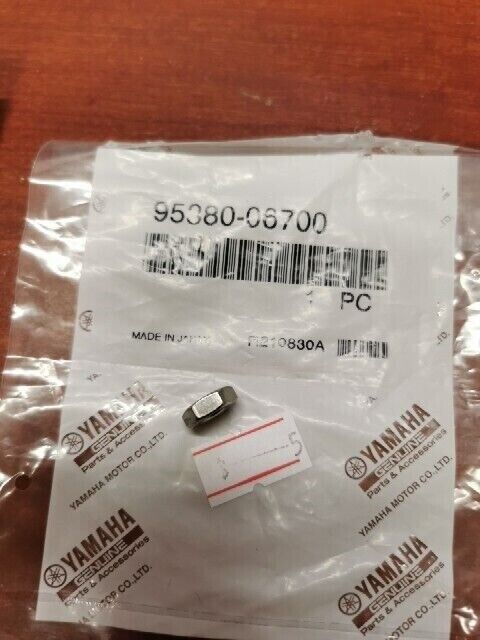 95380-06700
1 PC
MADE IN JAPAN
YAMAHA
GENUINE
Parts & Accessories
YAMAHA MOTOR CO.,LTD.
YAMAHA
GENUINE
Parts & Accessories
YAMAHA MOTOR CO.,LTD.
YAMAHA
GENUINE
Parts & Accessories
YAMAHA MOTOR CO.,LTD.
YAMAHA
GENUINE
Parts & Accessories
YAMAHA MOTOR CO.,LTD.